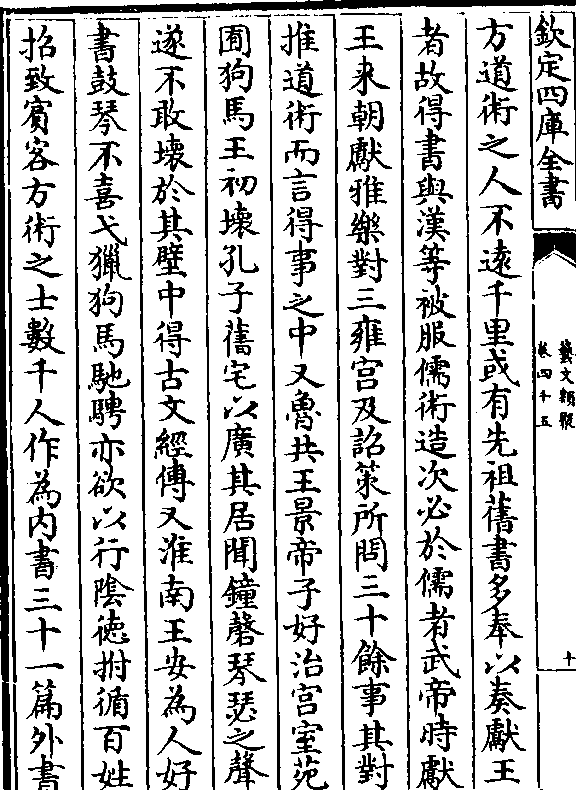 欽定四庫全書
藝文類聚
卷四十五
十
方道術之人不逺千里或有先祖舊書多奉以奏獻王
者故得書與漢等被服儒術造次必於儒者武帝時獻
王来朝獻雅樂對三雍宫及詔䇿所問三十餘事其對
推道術而言得事之中又魯共王景帝子好治宫室苑
囿狗馬王初壊孔子舊宅以廣其居聞鐘磬琴瑟之聲
遂不敢壊於其壁中得古文經傳又淮南王安為人好
書鼓琴不喜弋獵狗馬馳騁亦欲以行陰徳拊循百姓
招致賔客方術之士數千人作為内書三十一篇外書